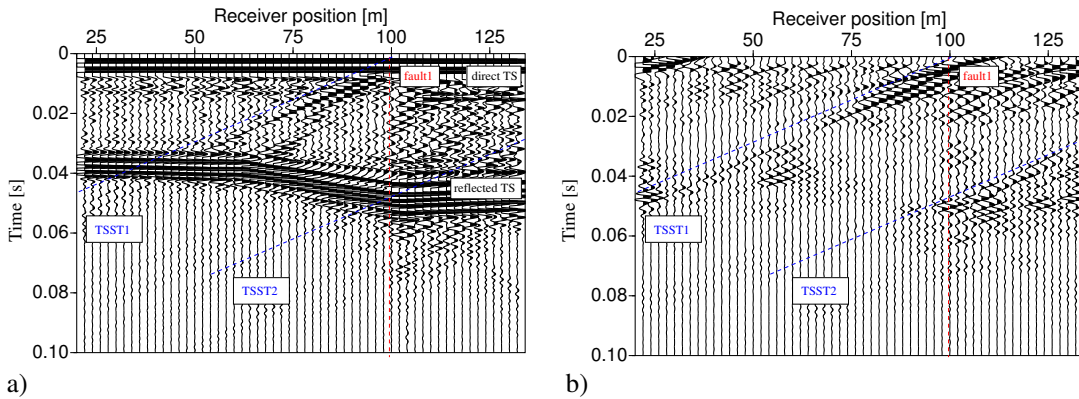 Receiver position [m]
25 50 75 100 125
0
0.02
0.04
0.06
0.08
0.10
Time [s]
fault1
direct TS
reflected TS
TSST1
TSST2
a)
Receiver position [m]
25 50 75 100 125
0
0.02
0.04
0.06
0.08
0.10
Time [s]
fault1
TSST1
TSST2
b)